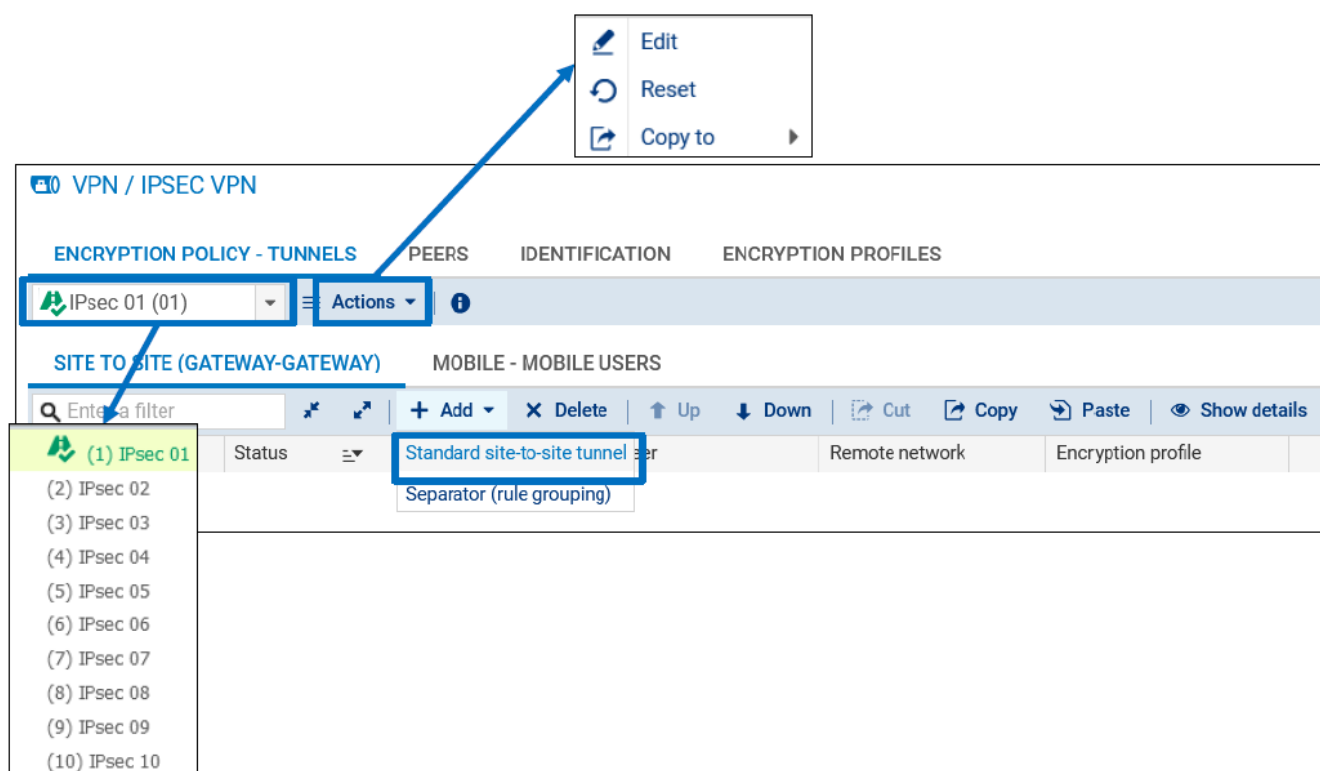 Edit
Reset
Copy to
VPN / IPSEC VPN
ENCRYPTION POLICY - TUNNELS PEERS IDENTIFICATION ENCRYPTION PROFILES
IPsec 01 (01) Actions
SITE TO SITE (GATEWAY-GATEWAY) MOBILE - MOBILE USERS
Enter a filter + Add Delete Up Down Cut Copy Paste Show details
(1) IPsec 01 Status Standard site-to-site tunnel Remote network Encryption profile
(2) IPsec 02 Separator (rule grouping)
(3) IPsec 03
(4) IPsec 04
(5) IPsec 05
(6) IPsec 06
(7) IPsec 07
(8) IPsec 08
(9) IPsec 09
(10) IPsec 10